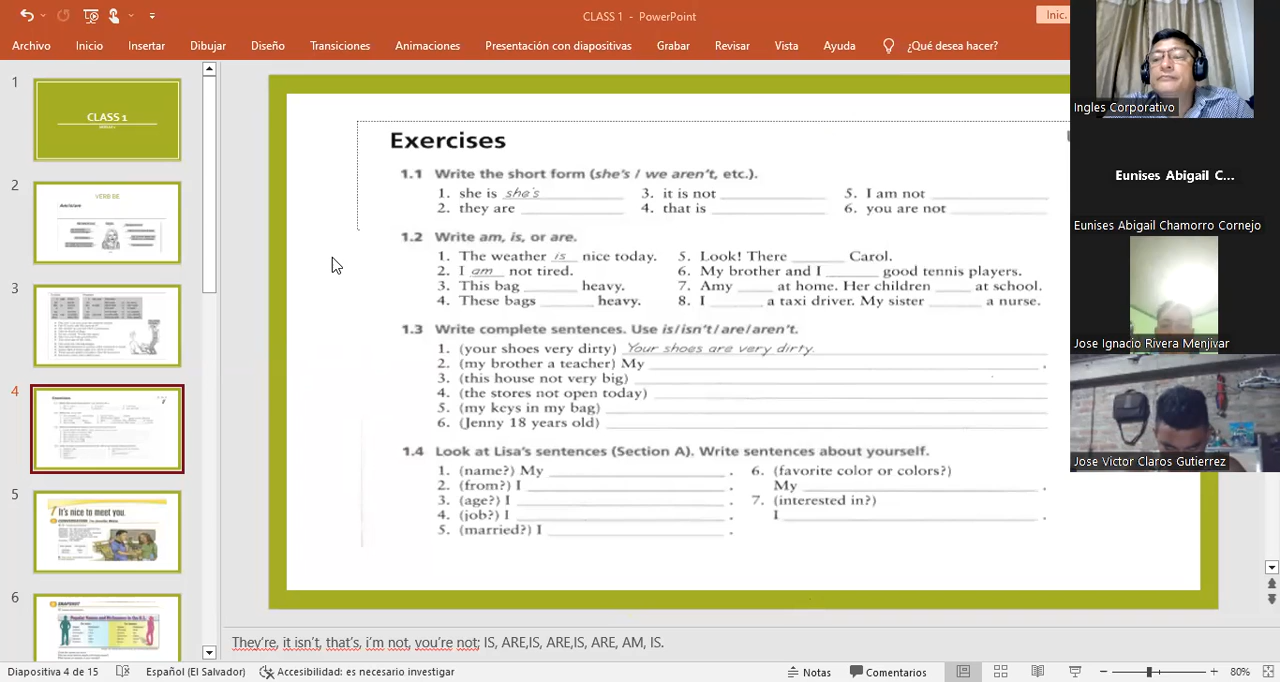 CLASS 1 - PowerPoint
Inic.
Archivo Inicio Insertar Dibujar Diseño Transiciones Animaciones Presentación con diapositivas Grabar Revisar Vista Ayuda ¿Qué desea hacer?
1
CLASS 1
2
VERB BE
3
4
Exercises
5
It's nice to meet you.
6
SNAPSHOT
Exercises
1.1 Write the short form (she's / we aren't, etc.).
1. she is she's 3. it is not 5. I am not
2. they are 4. that is 6. you are not
1.2 Write am, is, or are.
1. The weather is nice today. 5. Look! There Carol.
2. I am not tired. 6. My brother and I good tennis players.
3. This bag heavy. 7. Amy at home. Her children at school.
4. These bags heavy. 8. I a taxi driver. My sister a nurse.
1.3 Write complete sentences. Use is/isn't/are/aren't.
1. (your shoes very dirty) Your shoes are very dirty.
2. (my brother a teacher) My .
3. (this house not very big)
4. (the stores not open today)
5. (my keys in my bag)
6. (Jenny 18 years old)
1.4 Look at Lisa's sentences (Section A). Write sentences about yourself.
1. (name?) My . 6. (favorite color or colors?)
2. (from?) I . My .
3. (age?) I . 7. (interested in?)
4. (job?) I . I .
5. (married?) I .
Ingles Corporativo
Eunises Abigail C...
Eunises Abigail Chamorro Cornejo
Jose Ignacio Rivera Menjivar
Jose Victor Claros Gutierrez
They're, it isn't, that's, i'm not, you're not; IS, ARE,IS, ARE,IS, ARE, AM, IS.
Diapositiva 4 de 15 Español (El Salvador) Accesibilidad: es necesario investigar Notas Comentarios 80%